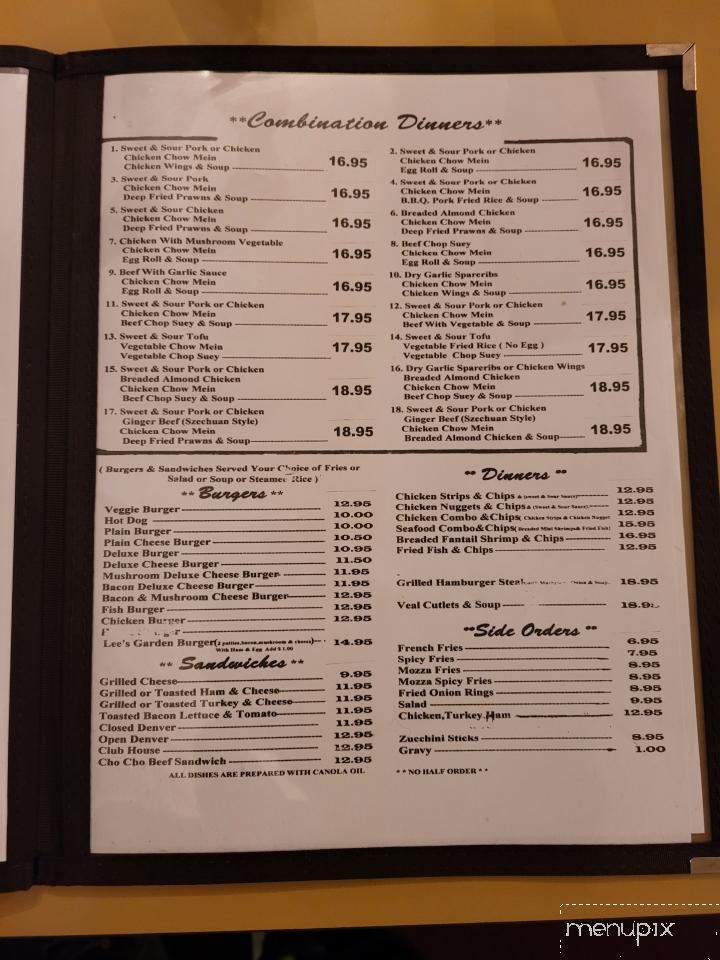 **Combination Dinners**
1. Sweet & Sour Pork or Chicken
Chicken Chow Mein
Chicken Wings & Soup 16.95
2. Sweet & Sour Pork or Chicken
Chicken Chow Mein
Egg Roll & Soup 16.95
3. Sweet & Sour Pork
Chicken Chow Mein
Deep Fried Prawns & Soup 16.95
4. Sweet & Sour Pork or Chicken
Chicken Chow Mein
B.B.Q. Pork Fried Rice & Soup 16.95
5. Sweet & Sour Chicken
Chicken Chow Mein
Deep Fried Prawns & Soup 16.95
6. Breaded Almond Chicken
Chicken Chow Mein
Deep Fried Prawns & Soup 16.95
7. Chicken With Mushroom Vegetable
Chicken Chow Mein
Egg Roll & Soup 16.95
8. Beef Chop Suey
Chicken Chow Mein
Egg Roll & Soup 16.95
9. Beef With Garlic Sauce
Chicken Chow Mein
Egg Roll & Soup 16.95
10. Dry Garlic Spareribs
Chicken Chow Mein
Chicken Wings & Soup 16.95
11. Sweet & Sour Pork or Chicken
Chicken Chow Mein
Beef Chop Suey & Soup 17.95
12. Sweet & Sour Pork or Chicken
Chicken Chow Mein
Beef With Vegetable & Soup 17.95
13. Sweet & Sour Tofu
Vegetable Chow Mein
Vegetable Chop Suey 17.95
14. Sweet & Sour Tofu
Vegetable Fried Rice ( No Egg )
Vegetable Chop Suey 17.95
15. Sweet & Sour Pork or Chicken
Breaded Almond Chicken
Chicken Chow Mein
Beef Chop Suey & Soup 18.95
16. Dry Garlic Spareribs or Chicken Wings
Breaded Almond Chicken
Chicken Chow Mein
Beef Chop Suey & Soup 18.95
17. Sweet & Sour Pork or Chicken
Ginger Beef (Szechuan Style)
Chicken Chow Mein
Deep Fried Prawns & Soup 18.95
18. Sweet & Sour Pork or Chicken
Ginger Beef (Szechuan Style)
Chicken Chow Mein
Breaded Almond Chicken & Soup 18.95
( Burgers & Sandwiches Served Your Choice of Fries or
Salad or Soup or Steamed Rice )
** Burgers **
Veggie Burger 12.95
Hot Dog 10.00
Plain Burger 10.00
Plain Cheese Burger 10.50
Deluxe Burger 10.95
Deluxe Cheese Burger 11.50
Mushroom Deluxe Cheese Burger 11.95
Bacon Deluxe Cheese Burger 11.95
Bacon & Mushroom Cheese Burger 12.95
Fish Burger 12.95
Chicken Burger 12.95
Lee's Garden Burger(2 patties,bacon,mushroom & cheese) 14.95
With Ham & Egg Add $ 1.00
** Sandwiches **
Grilled Cheese 9.95
Grilled or Toasted Ham & Cheese 11.95
Grilled or Toasted Turkey & Cheese 11.95
Toasted Bacon Lettuce & Tomato 11.95
Closed Denver 11.95
Open Denver 12.95
Club House 12.95
Cho Cho Beef Sandwich 12.95
ALL DISHES ARE PREPARED WITH CANOLA OIL
** Dinners **
Chicken Strips & Chips & (sweet & Sour Sauce) 12.95
Chicken Nuggets & Chips & (Sweet & Sour Sauce) 12.95
Chicken Combo &Chips( Chicken Strips & Chicken Nugget 12.95
Seafood Combo&Chips( Breaded Mini Shrimps& Fried Fish) 15.95
Breaded Fantail Shrimp & Chips 16.95
Fried Fish & Chips 12.95
Grilled Hamburger Steak 18.95
Veal Cutlets & Soup
**Side Orders **
French Fries 6.95
Spicy Fries 7.95
Mozza Fries 8.95
Mozza Spicy Fries 8.95
Fried Onion Rings 8.95
Salad 9.95
Chicken,Turkey,Ham 12.95
Zucchini Sticks 8.95
Gravy 1.00
* * NO HALF ORDER * *
menupix